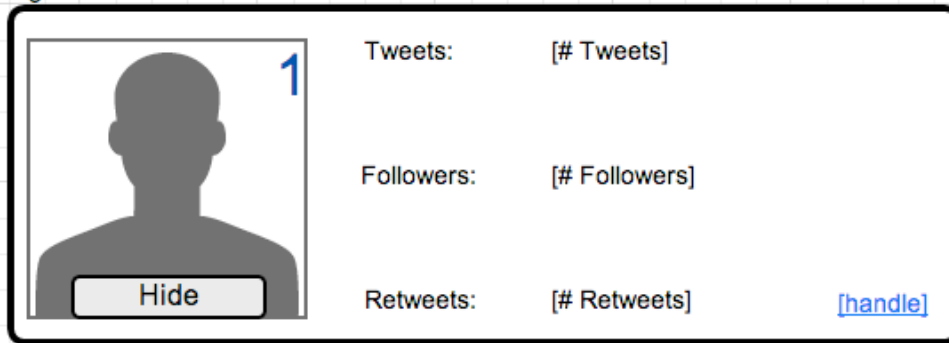 1
Tweets: [# Tweets]
Followers: [# Followers]
Retweets: [# Retweets]
Hide
[handle]